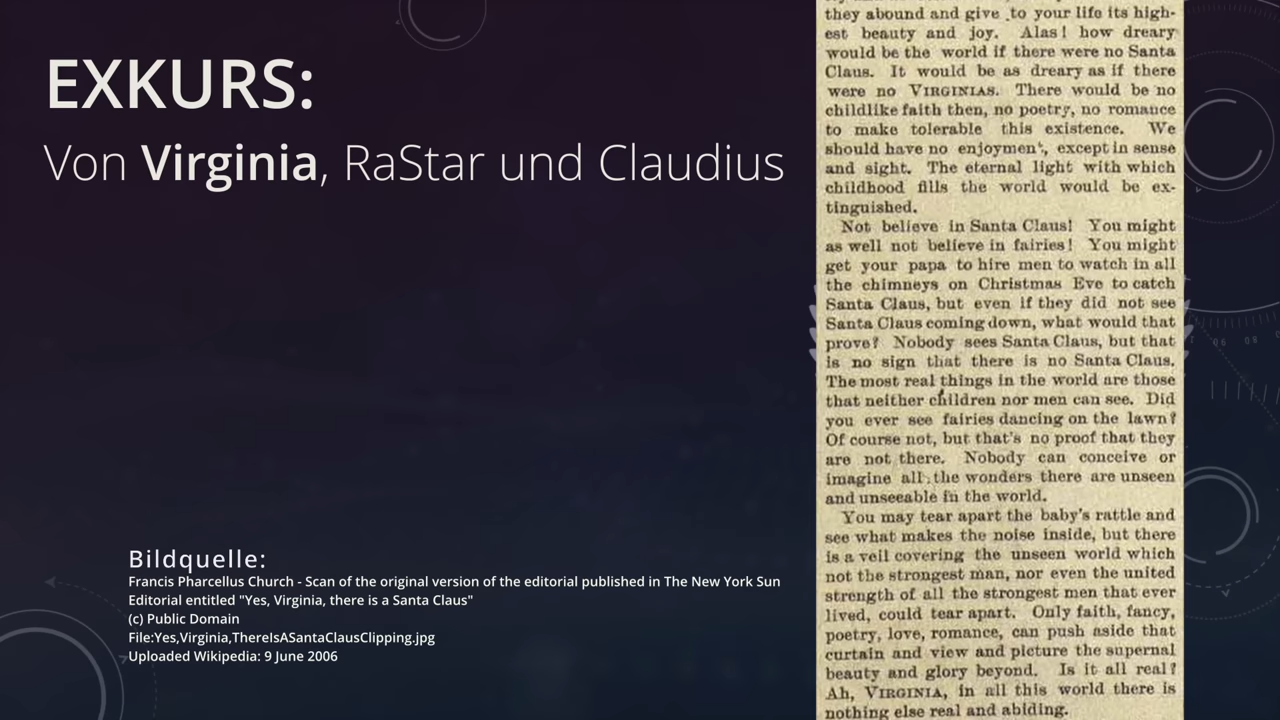 EXKURS:
Von Virginia, RaStar und Claudius
Bildquelle:
Francis Pharcellus Church - Scan of the original version of the editorial published in The New York Sun
Editorial entitled "Yes, Virginia, there is a Santa Claus"
(c) Public Domain
File:Yes,Virginia,ThereIsASantaClausClipping.jpg
Uploaded Wikipedia: 9 June 2006
they abound and give to your life its high-
est beauty and joy. Alas! how dreary
would be the world if there were no Santa
Claus. It would be as dreary as if there
were no VIRGINIAS. There would be no
childlike faith then, no poetry, no romance
to make tolerable this existence. We
should have no enjoyment, except in sense
and sight. The eternal light with which
childhood fills the world would be ex-
tinguished.
Not believe in Santa Claus! You might
as well not believe in fairies! You might
get your papa to hire men to watch in all
the chimneys on Christmas Eve to catch
Santa Claus, but even if they did not see
Santa Claus coming down, what would that
prove? Nobody sees Santa Claus, but that
is no sign that there is no Santa Claus.
The most real things in the world are those
that neither children nor men can see. Did
you ever see fairies dancing on the lawn?
Of course not, but that's no proof that they
are not there. Nobody can conceive or
imagine all the wonders there are unseen
and unseeable in the world.
You may tear apart the baby's rattle and
see what makes the noise inside, but there
is a veil covering the unseen world which
not the strongest man, nor even the united
strength of all the strongest men that ever
lived, could tear apart. Only faith, fancy,
poetry, love, romance, can push aside that
curtain and view and picture the supernal
beauty and glory beyond. Is it all real?
Ah, VIRGINIA, in all this world there is
nothing else real and abiding.